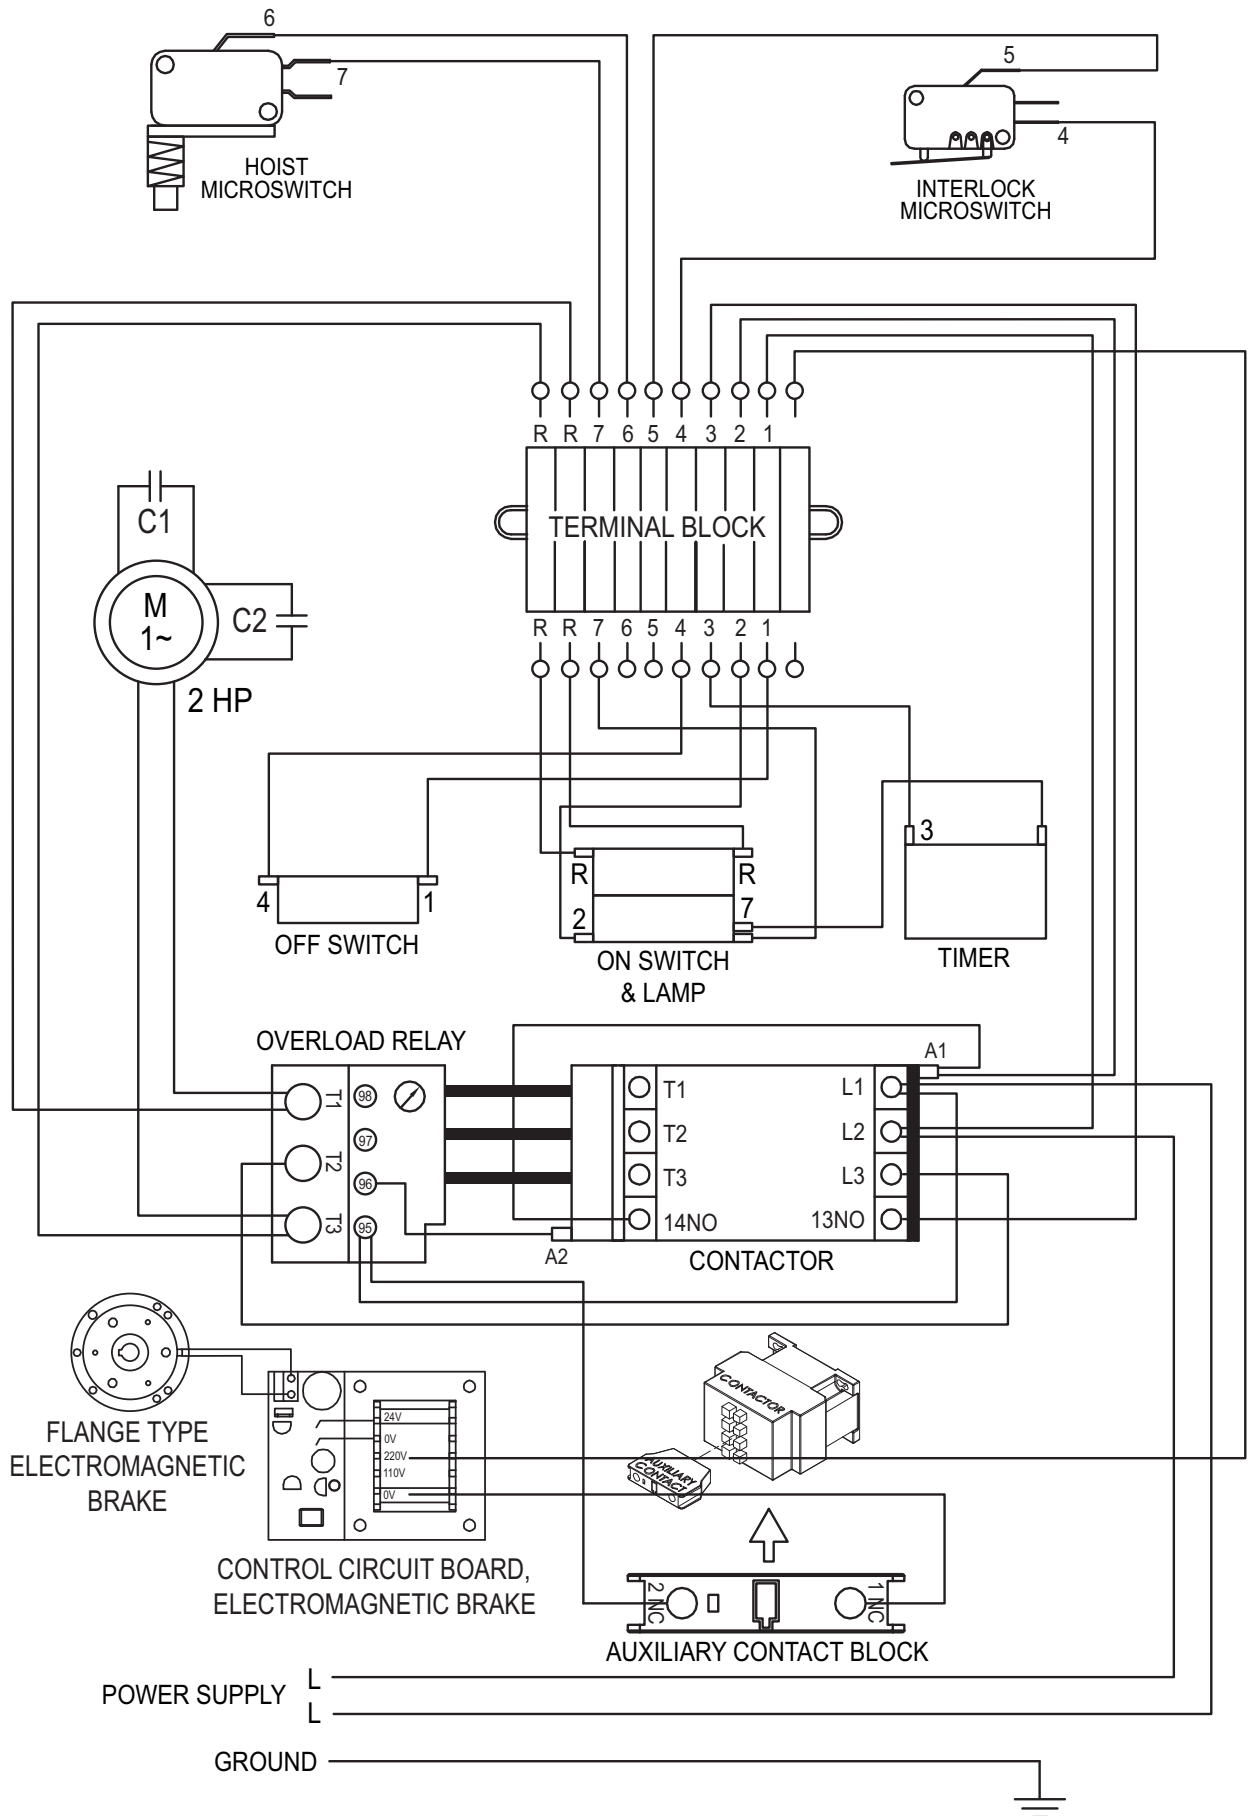 6
7
HOIST
MICROSWITCH
5
4
INTERLOCK
MICROSWITCH
R R 7 6 5 4 3 2 1
TERMINAL BLOCK
R R 7 6 5 4 3 2 1
C1
M
1~
C2
2 HP
4 1
OFF SWITCH
R R
2 7
ON SWITCH
& LAMP
3
TIMER
OVERLOAD RELAY
T1
T2
T3
98
97
96
95
A2
A1
T1 L1
T2 L2
T3 L3
14NO 13NO
CONTACTOR
FLANGE TYPE
ELECTROMAGNETIC
BRAKE
24V
0V
220V
110V
0V
CONTROL CIRCUIT BOARD,
ELECTROMAGNETIC BRAKE
CONTACTOR
AUXILIARY
CONTACT
2 NC
1 NC
AUXILIARY CONTACT BLOCK
POWER SUPPLY
L
L
GROUND